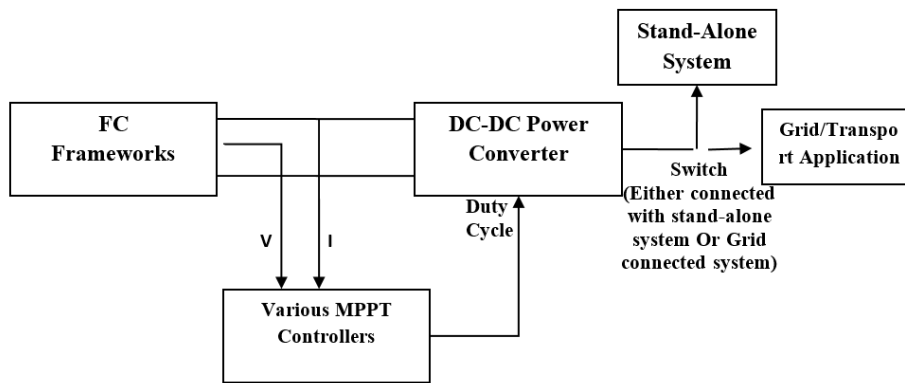 Stand-Alone
System
FC
Frameworks
DC-DC Power
Converter
Grid/Transpo
rt Application
Switch
(Either connected
with stand-alone
system Or Grid
connected system)
Duty
Cycle
V
I
Various MPPT
Controllers